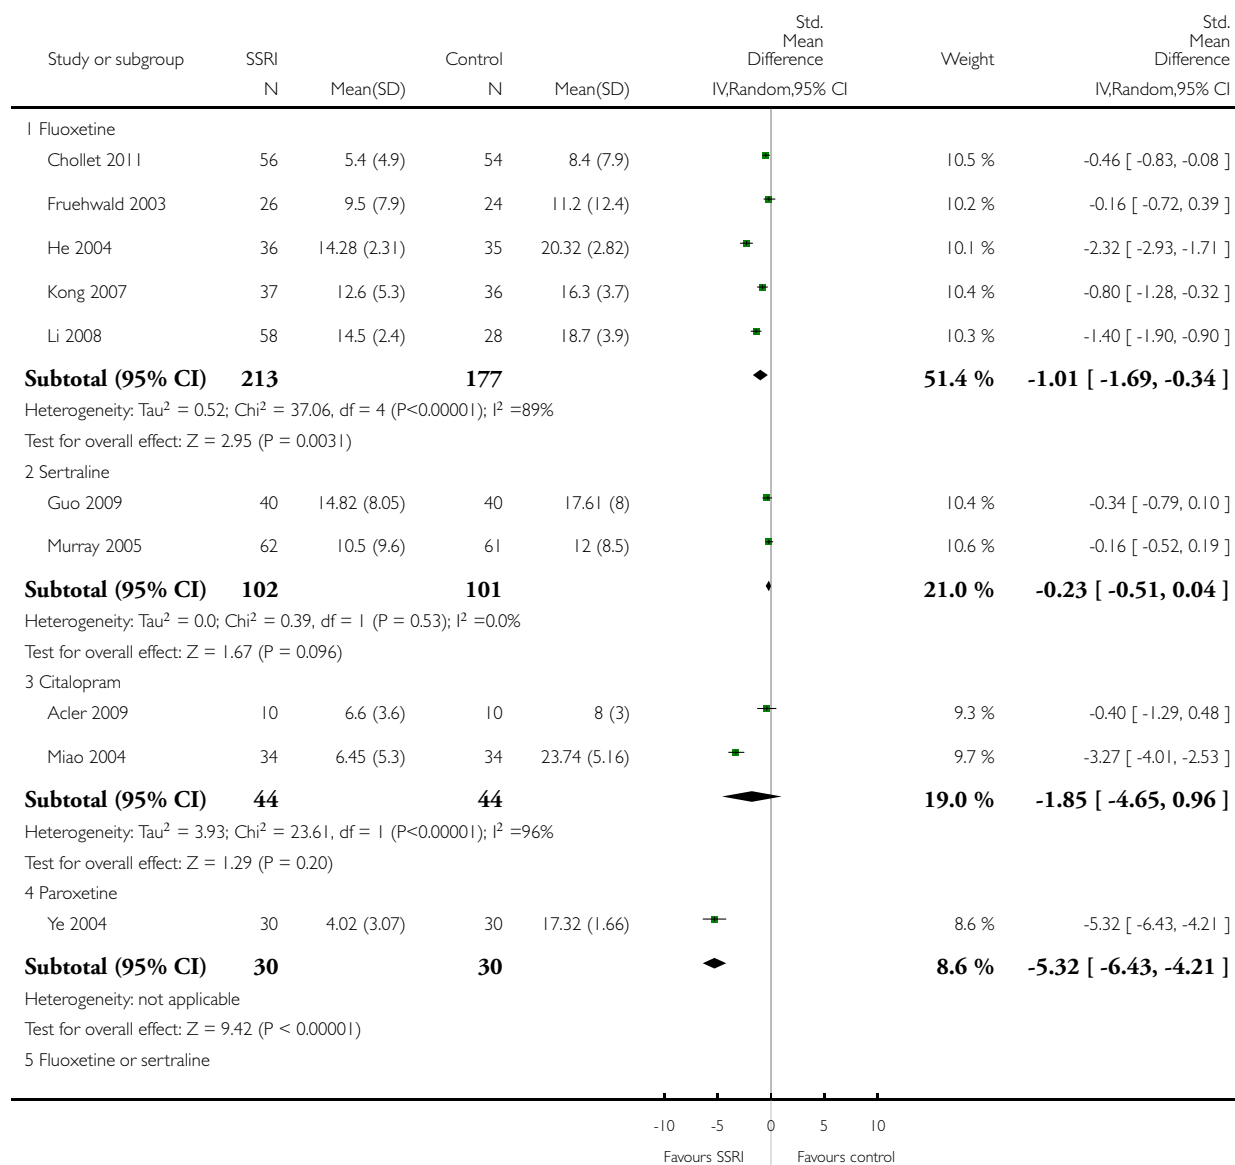 Std.
Mean
Difference
Std.
Mean
Difference
Study or subgroup SSRI Control Weight
N Mean(SD) N Mean(SD) IV,Random,95% CI IV,Random,95% CI
1 Fluoxetine
Chollet 2011 56 5.4 (4.9) 54 8.4 (7.9) 10.5 % -0.46 [ -0.83, -0.08 ]
Fruehwald 2003 26 9.5 (7.9) 24 11.2 (12.4) 10.2 % -0.16 [ -0.72, 0.39 ]
He 2004 36 14.28 (2.31) 35 20.32 (2.82) 10.1 % -2.32 [ -2.93, -1.71 ]
Kong 2007 37 12.6 (5.3) 36 16.3 (3.7) 10.4 % -0.80 [ -1.28, -0.32 ]
Li 2008 58 14.5 (2.4) 28 18.7 (3.9) 10.3 % -1.40 [ -1.90, -0.90 ]
Subtotal (95% CI) 213 177 51.4 % -1.01 [ -1.69, -0.34 ]
Heterogeneity: Tau² = 0.52; Chi² = 37.06, df = 4 (P<0.00001); I² =89%
Test for overall effect: Z = 2.95 (P = 0.0031)
2 Sertraline
Guo 2009 40 14.82 (8.05) 40 17.61 (8) 10.4 % -0.34 [ -0.79, 0.10 ]
Murray 2005 62 10.5 (9.6) 61 12 (8.5) 10.6 % -0.16 [ -0.52, 0.19 ]
Subtotal (95% CI) 102 101 21.0 % -0.23 [ -0.51, 0.04 ]
Heterogeneity: Tau² = 0.0; Chi² = 0.39, df = 1 (P = 0.53); I² =0.0%
Test for overall effect: Z = 1.67 (P = 0.096)
3 Citalopram
Acler 2009 10 6.6 (3.6) 10 8 (3) 9.3 % -0.40 [ -1.29, 0.48 ]
Miao 2004 34 6.45 (5.3) 34 23.74 (5.16) 9.7 % -3.27 [ -4.01, -2.53 ]
Subtotal (95% CI) 44 44 19.0 % -1.85 [ -4.65, 0.96 ]
Heterogeneity: Tau² = 3.93; Chi² = 23.61, df = 1 (P<0.00001); I² =96%
Test for overall effect: Z = 1.29 (P = 0.20)
4 Paroxetine
Ye 2004 30 4.02 (3.07) 30 17.32 (1.66) 8.6 % -5.32 [ -6.43, -4.21 ]
Subtotal (95% CI) 30 30 8.6 % -5.32 [ -6.43, -4.21 ]
Heterogeneity: not applicable
Test for overall effect: Z = 9.42 (P < 0.00001)
5 Fluoxetine or sertraline
-10 -5 0 5 10
Favours SSRI Favours control